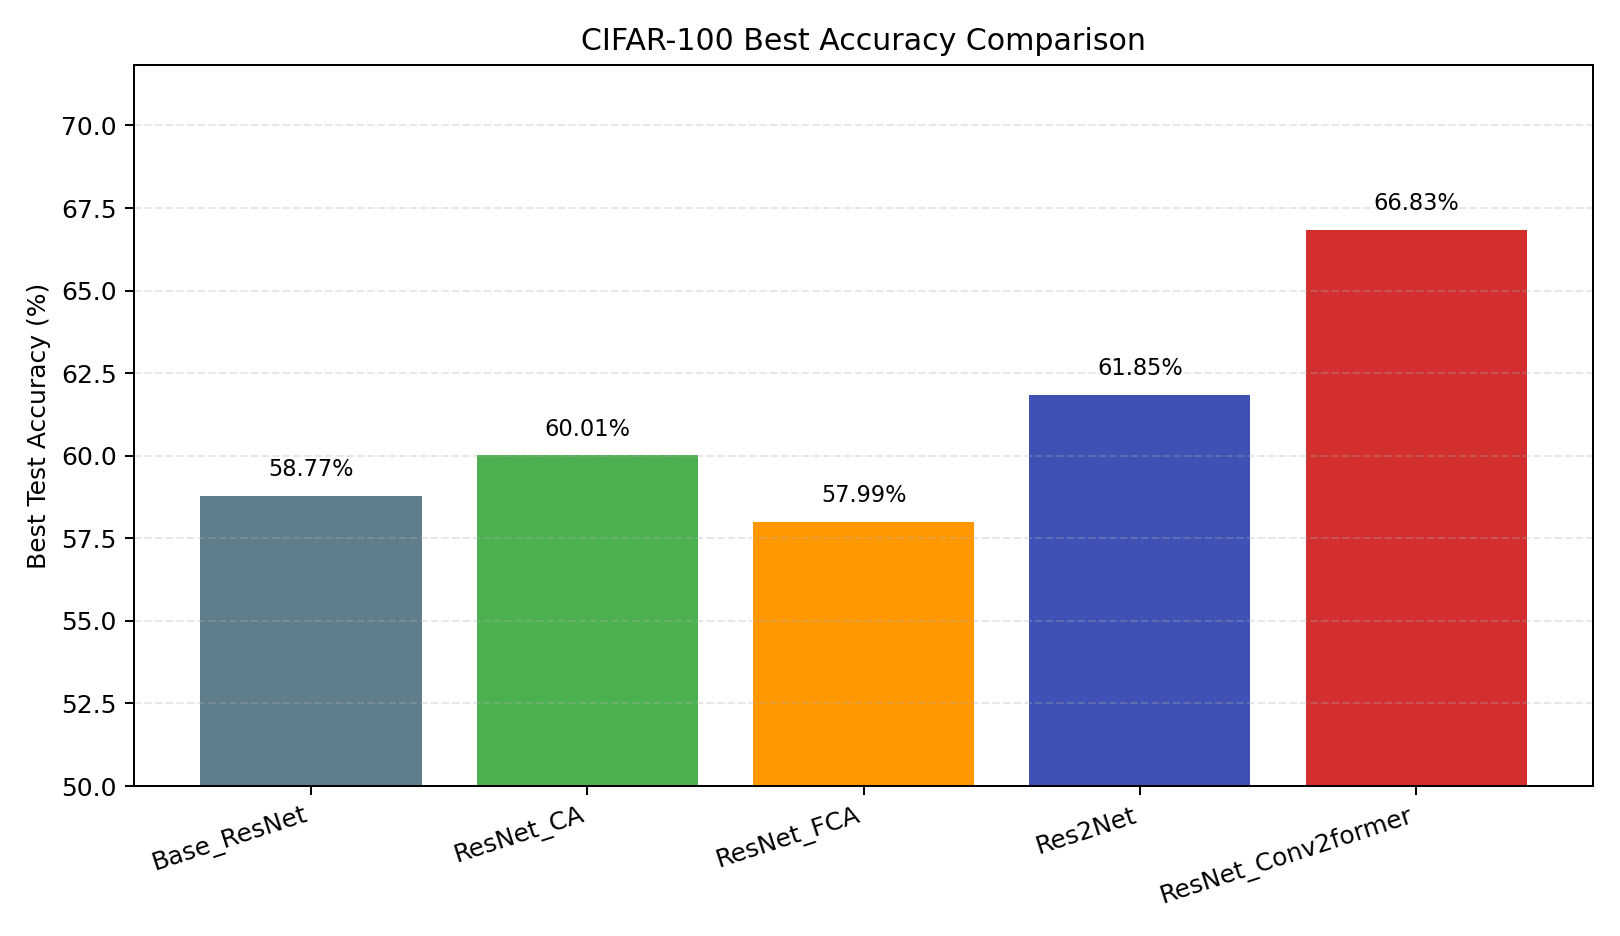 CIFAR-100 Best Accuracy Comparison
Best Test Accuracy (%)
70.0
67.5
65.0
62.5
60.0
57.5
55.0
52.5
50.0
58.77%
60.01%
57.99%
61.85%
66.83%
Base_ResNet
ResNet_CA
ResNet_FCA
Res2Net
ResNet_Conv2former